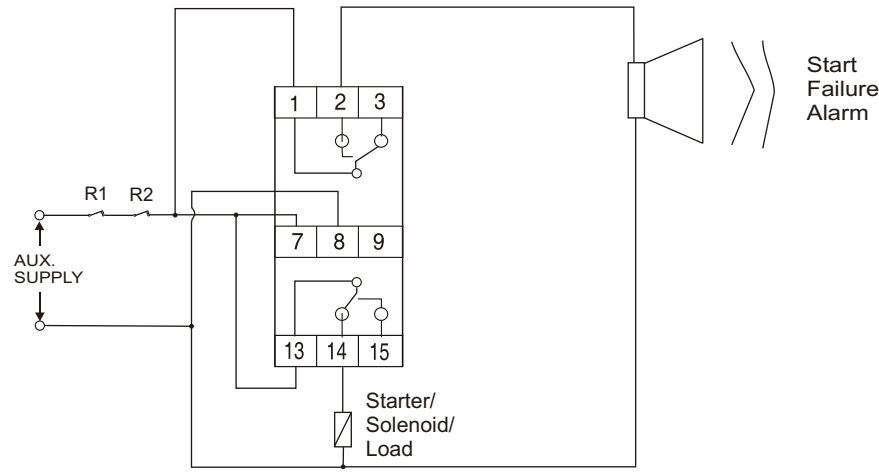 1 2 3
Start
Failure
Alarm
R1 R2
7 8 9
AUX.
SUPPLY
13 14 15
Starter/
Solenoid/
Load